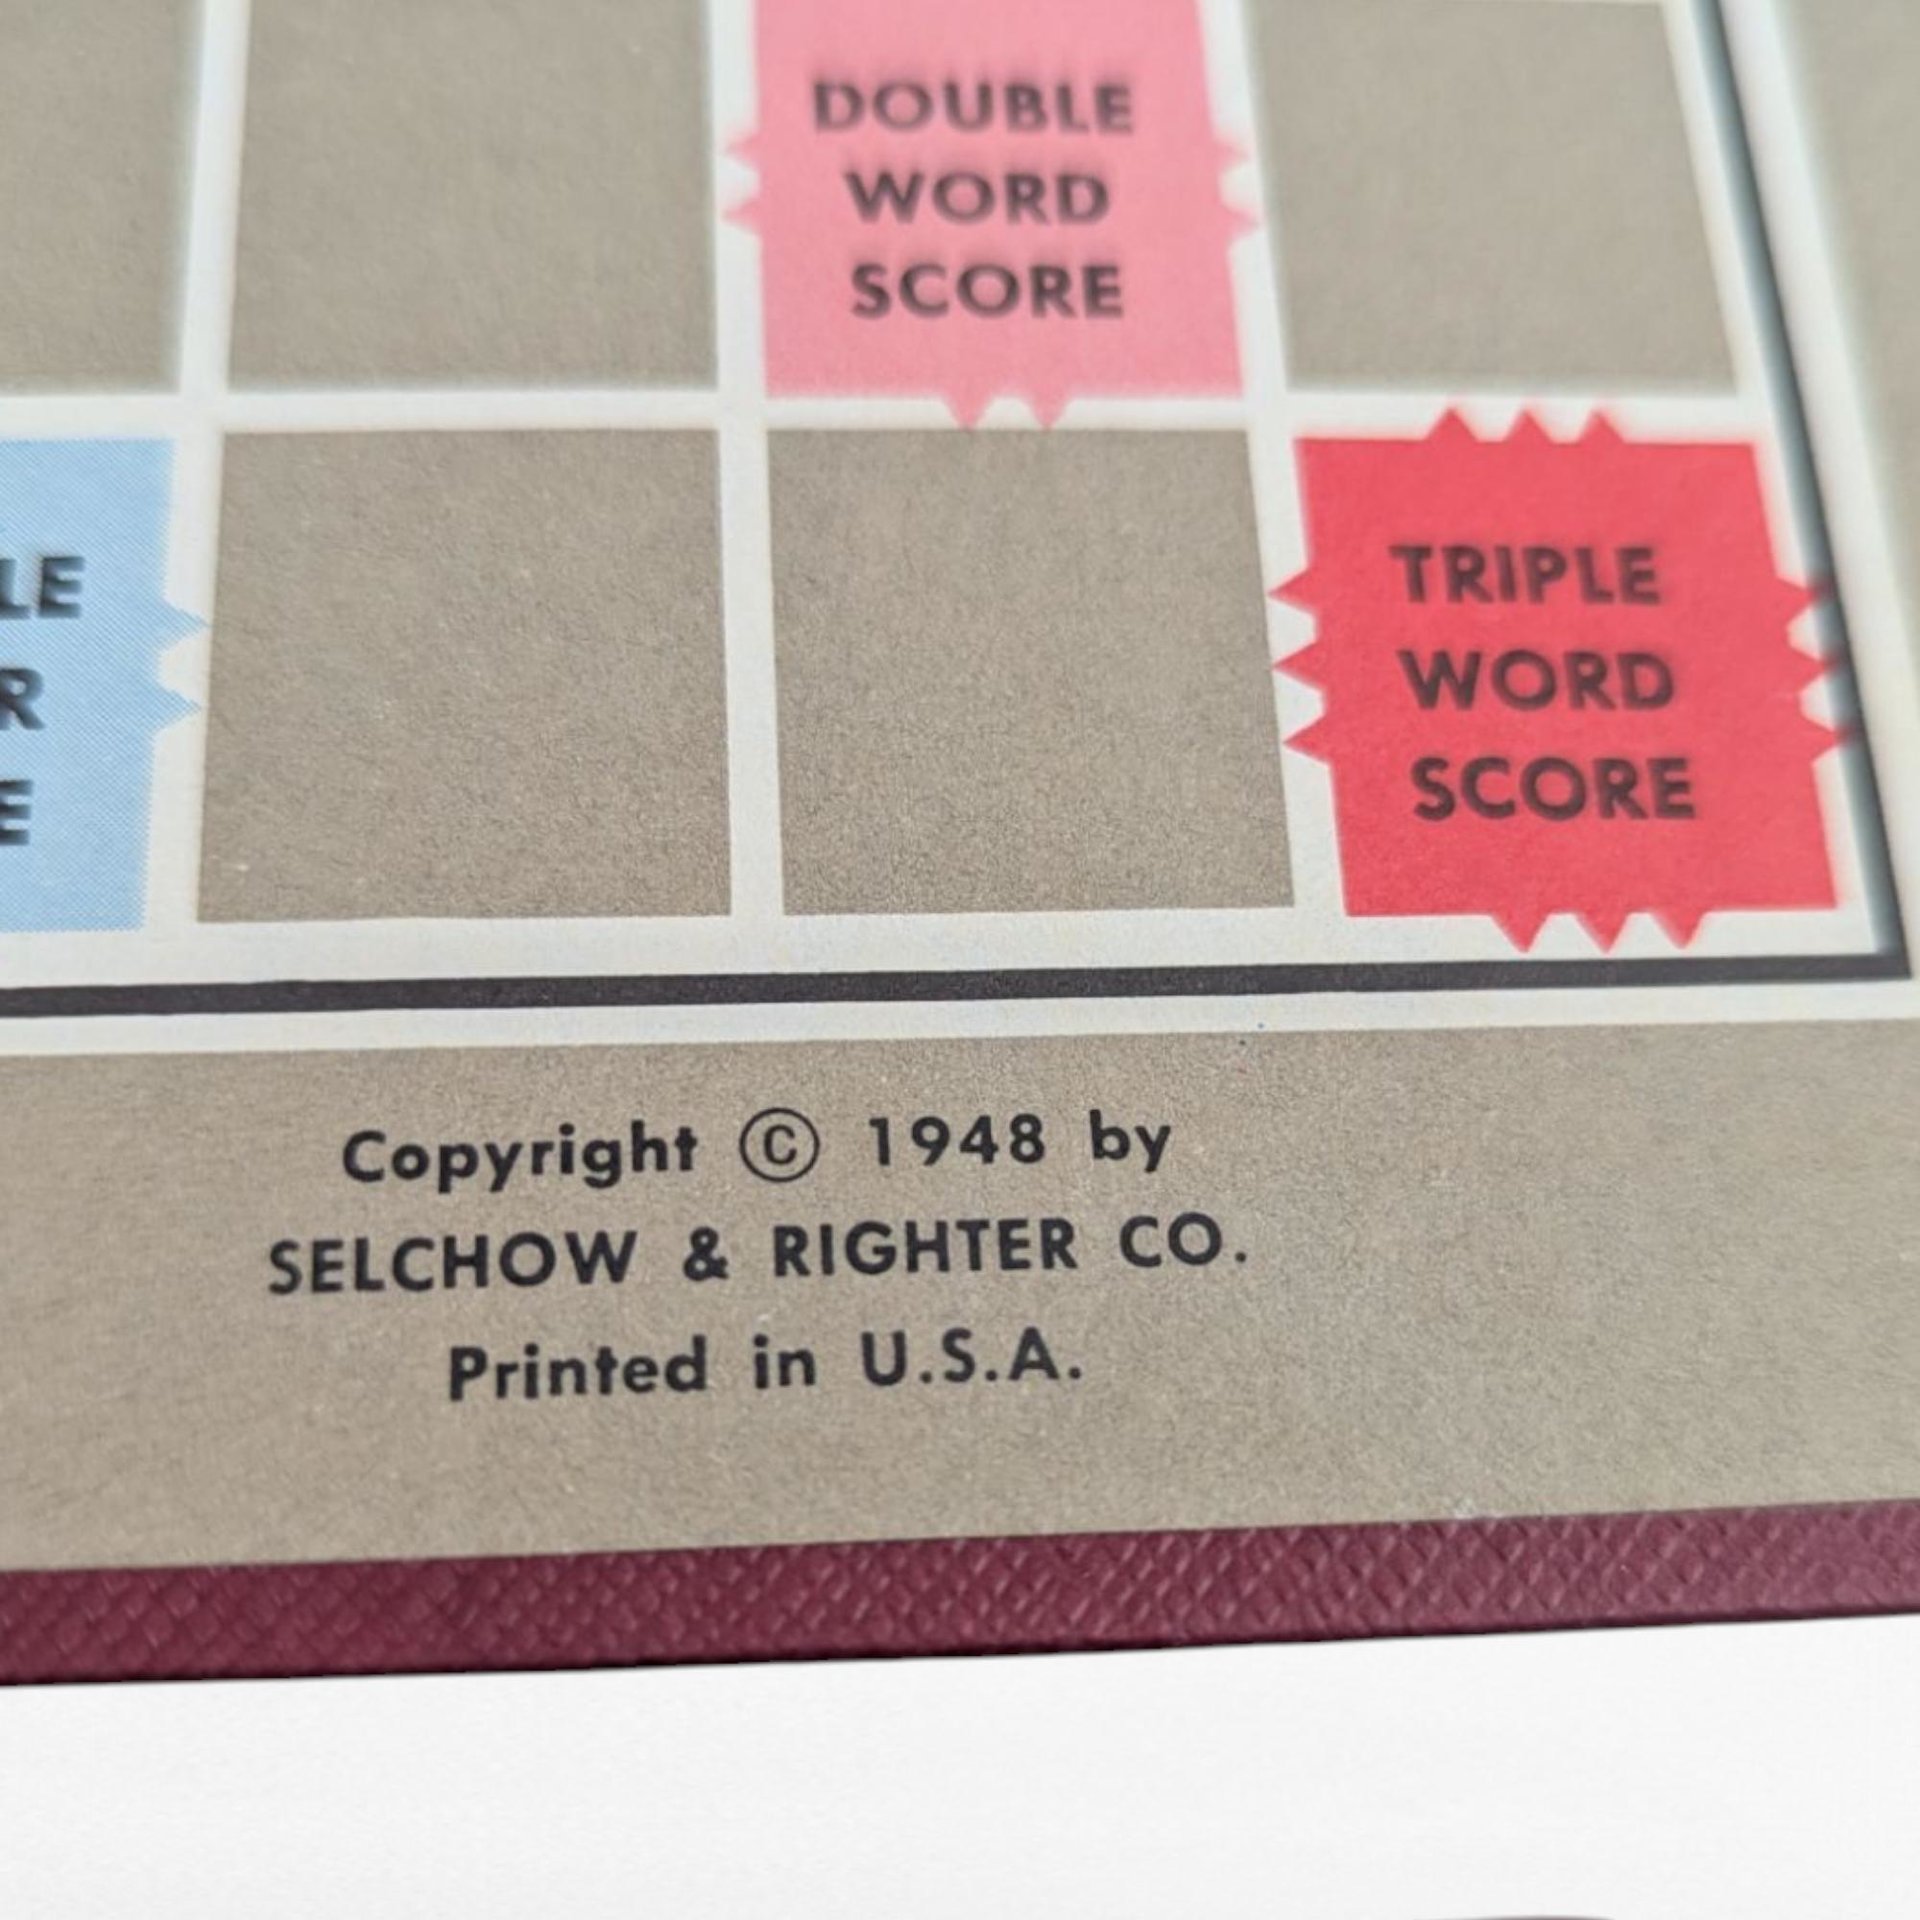 DOUBLE
WORD
SCORE
TRIPLE
WORD
SCORE
Copyright © 1948 by
SELCHOW & RIGHTER CO.
Printed in U.S.A.